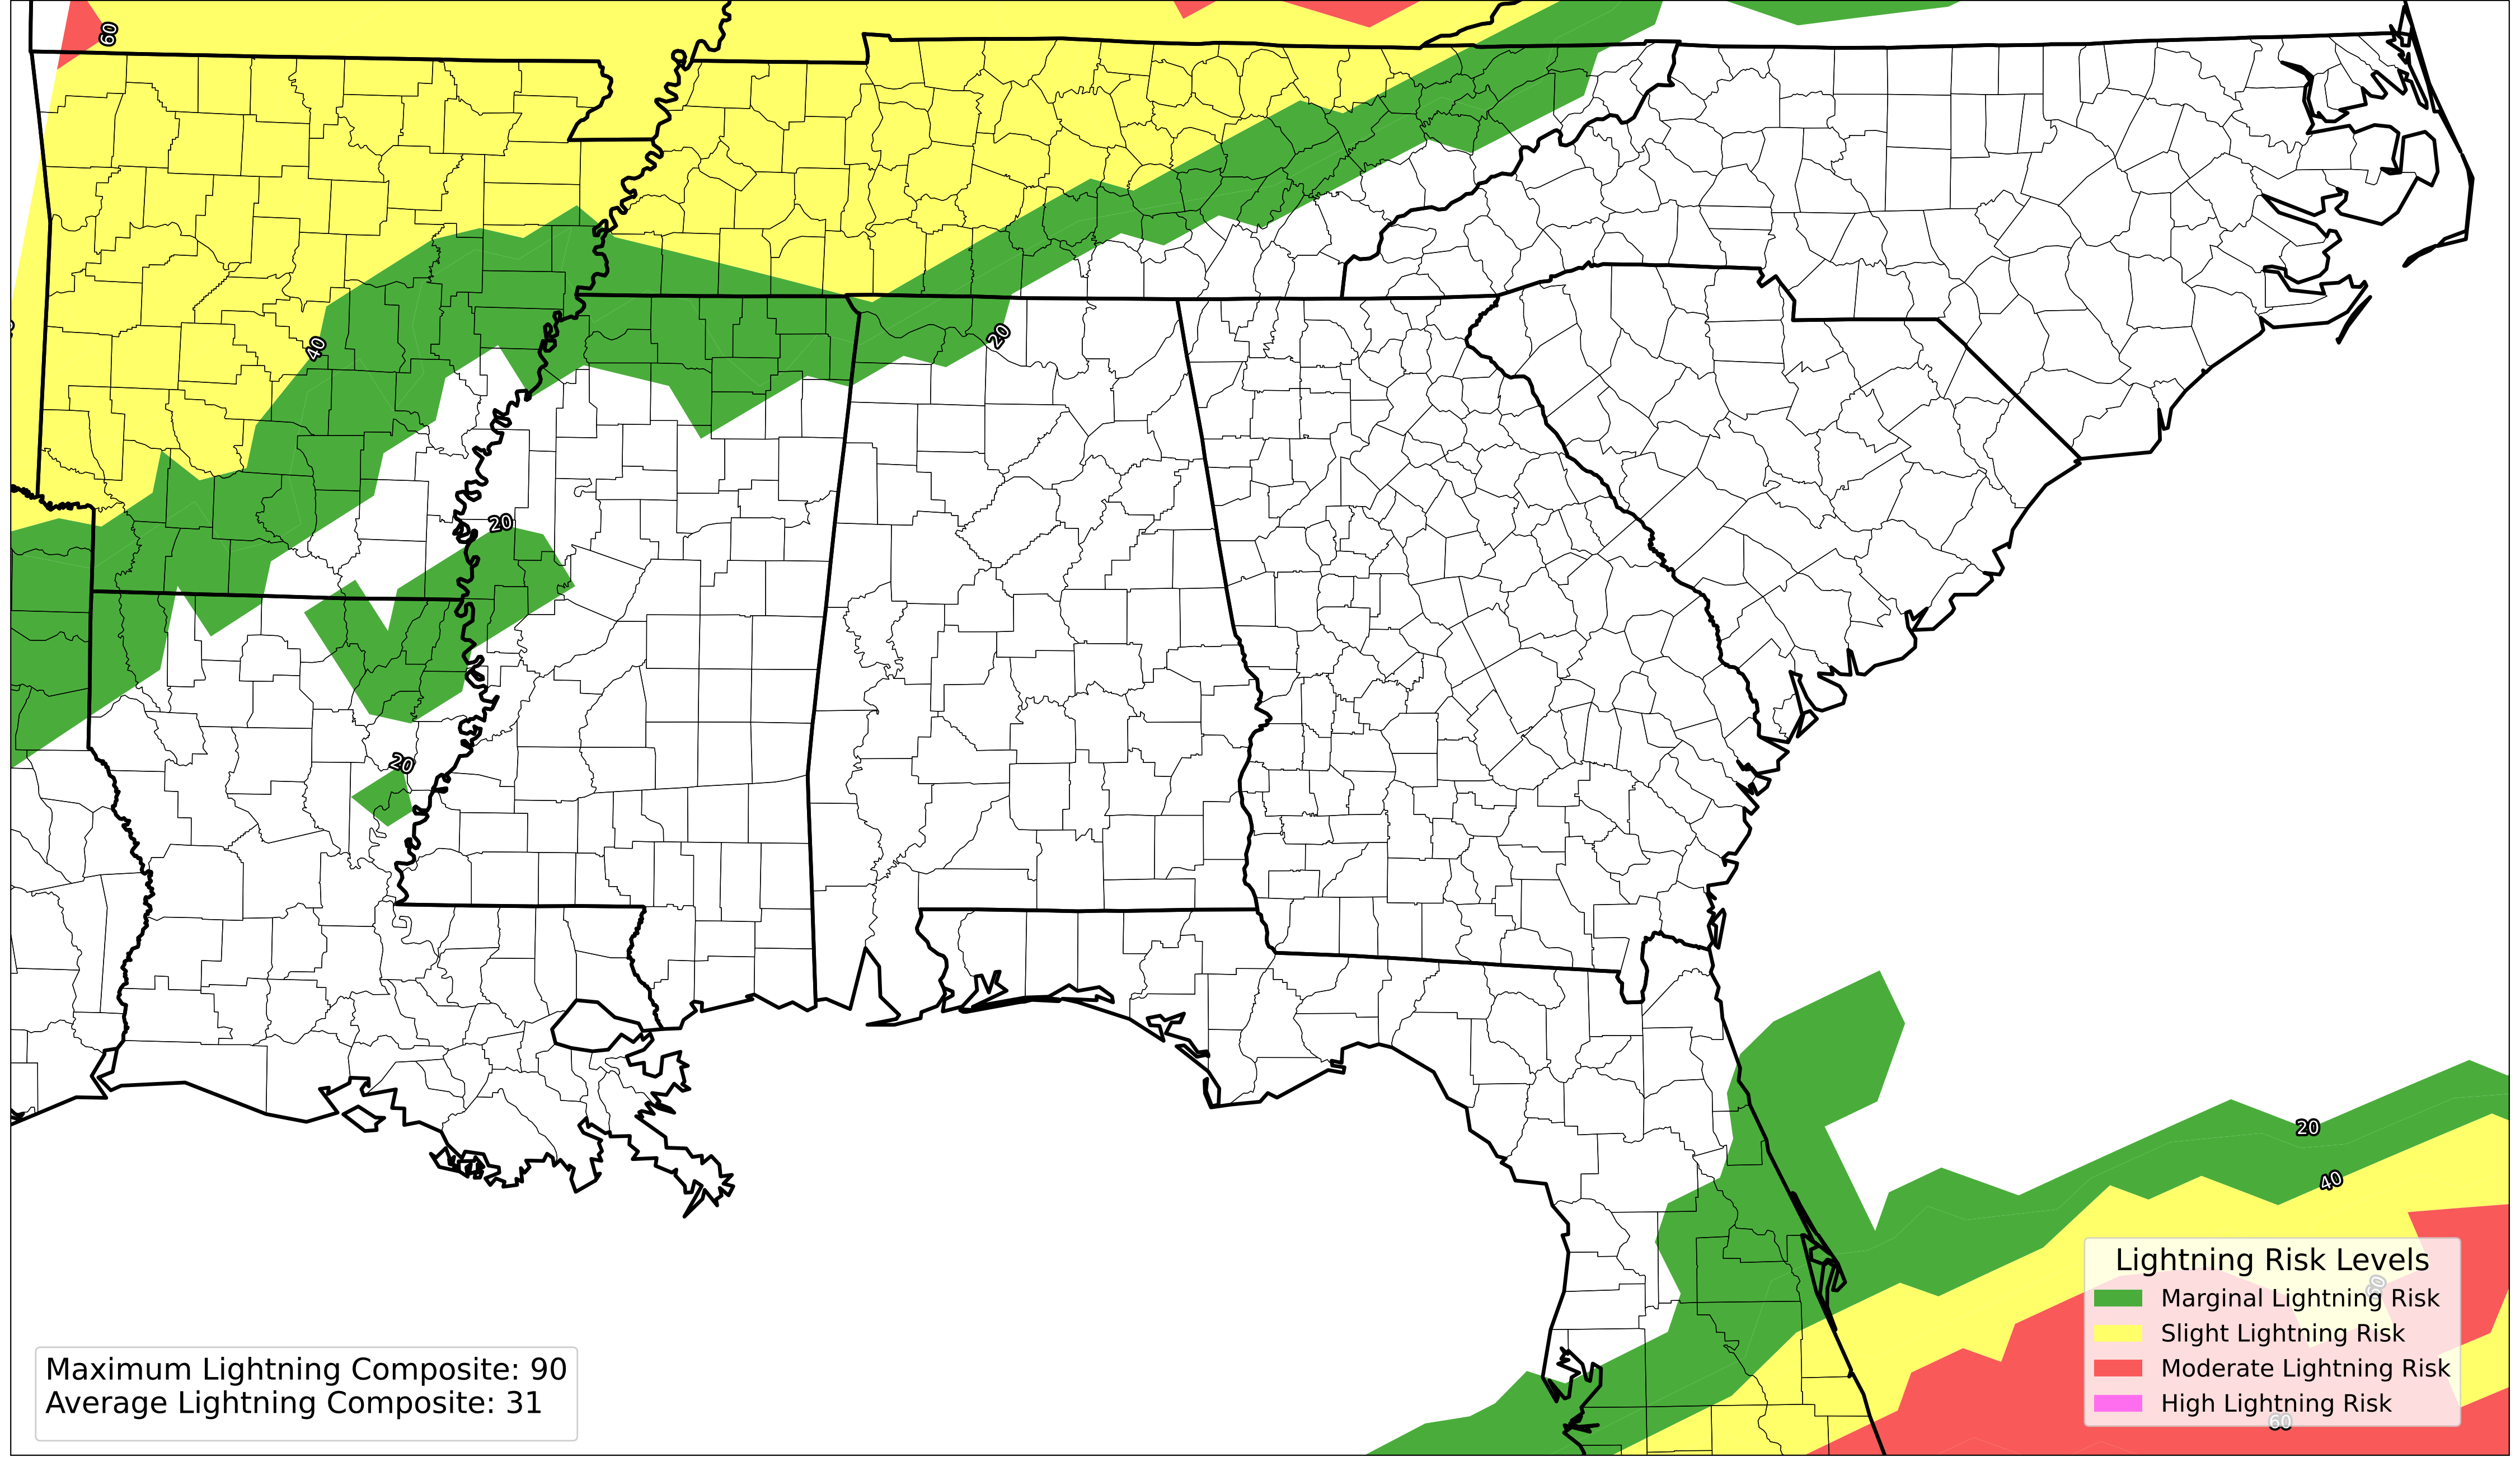 60
40
20
20
20
20
40
Lightning Risk Levels
60
Marginal Lightning Risk
Slight Lightning Risk
Moderate Lightning Risk
High Lightning Risk
60
Maximum Lightning Composite: 90
Average Lightning Composite: 31